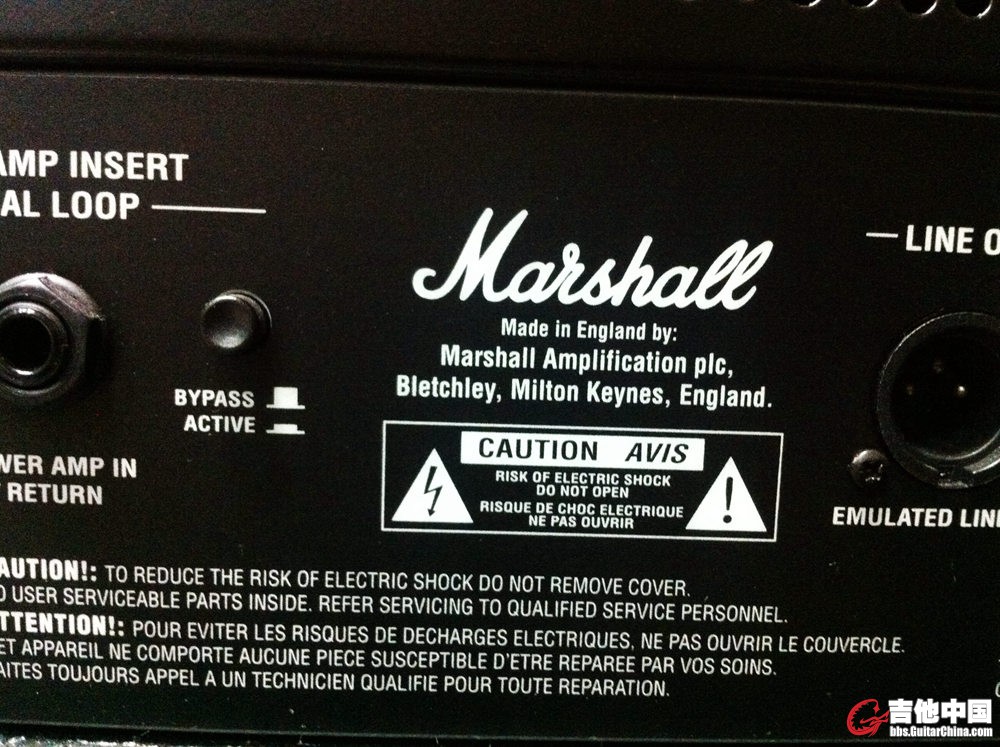 AMP INSERT
AL LOOP
LINE O
Marshall
Made in England by:
Marshall Amplification plc,
Bletchley, Milton Keynes, England.
BYPASS
ACTIVE
CAUTION AVIS
RISK OF ELECTRIC SHOCK
DO NOT OPEN
RISQUE DE CHOC ELECTRIQUE
NE PAS OUVRIR
WER AMP IN
RETURN
EMULATED LINE
AUTION!: TO REDUCE THE RISK OF ELECTRIC SHOCK DO NOT REMOVE COVER.
O USER SERVICEABLE PARTS INSIDE. REFER SERVICING TO QUALIFIED SERVICE PERSONNEL.
TTENTION!: POUR EVITER LES RISQUES DE DECHARGES ELECTRIQUES, NE PAS OUVRIR LE COUVERCLE.
ET APPAREIL NE COMPORTE AUCUNE PIECE SUSCEPTIBLE D'ETRE REPAREE PAR VOS SOINS.
AITES TOUJOURS APPEL A UN TECHNICIEN QUALIFIE POUR TOUTE REPARATION.
吉他中国
bbs.GuitarChina.com